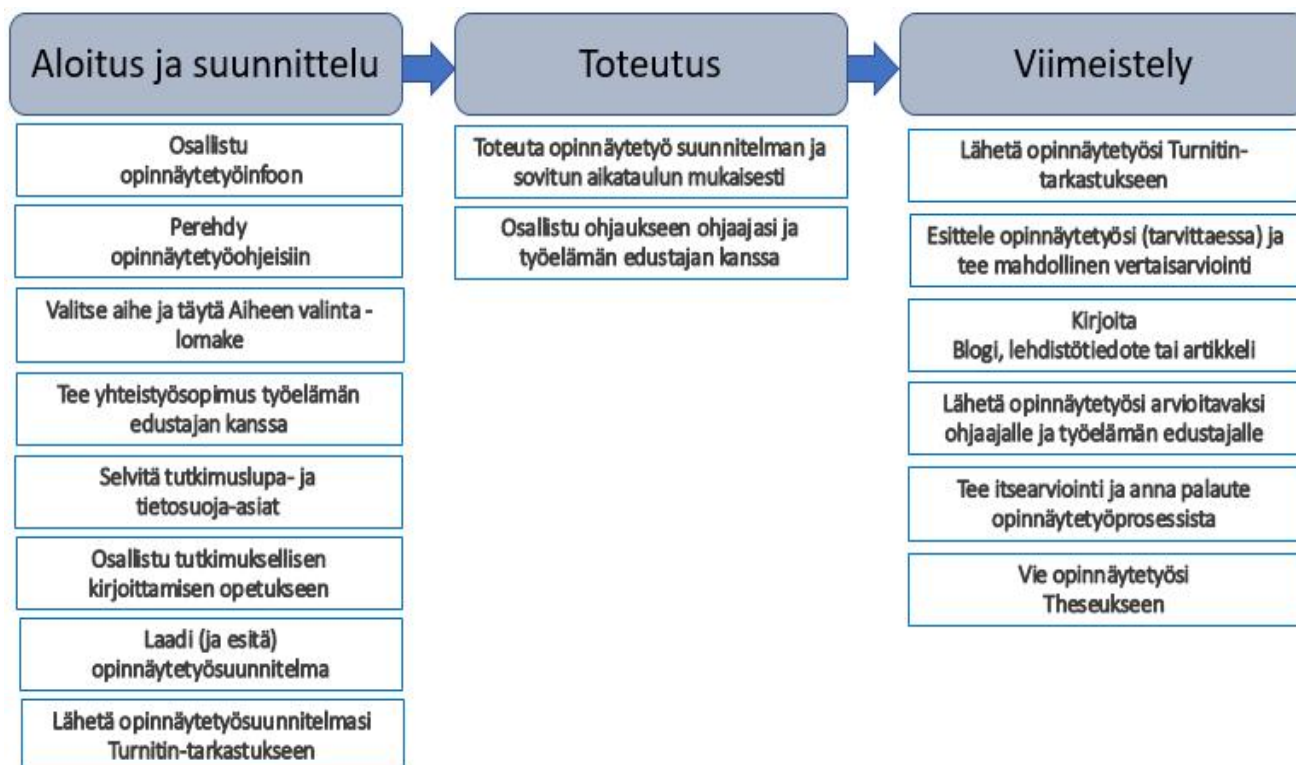 Aloitus ja suunnittelu
Osallistu
opinnäytetyöinfoon
Perehdy
opinnäytetyöohjeisiin
Valitse aihe ja täytä Aiheen valinta -
lomake
Tee yhteistyösopimus työelämän
edustajan kanssa
Selvitä tutkimuslupa- ja
tietosuoja-asiat
Osallistu tutkimuksellisen
kirjoittamisen opetukseen
Laadi (ja esitä)
opinnäytetyösuunnitelma
Lähetä opinnäytetyösuunnitelmasi
Turnitin-tarkastukseen
Toteutus
Toteuta opinnäytetyö suunnitelman ja
sovitun aikataulun mukaisesti
Osallistu ohjaukseen ohjaajasi ja
työelämän edustajan kanssa
Viimeistely
Lähetä opinnäytetyösi Turnitin-
tarkastukseen
Esittele opinnäytetyösi (tarvittaessa) ja
tee mahdollinen vertaisarviointi
Kirjoita
Blogi, lehdistötiedote tai artikkeli
Lähetä opinnäytetyösi arvioitavaksi
ohjaajalle ja työelämän edustajalle
Tee itsearviointi ja anna palaute
opinnäytetyöprosessista
Vie opinnäytetyösi
Theseukseen